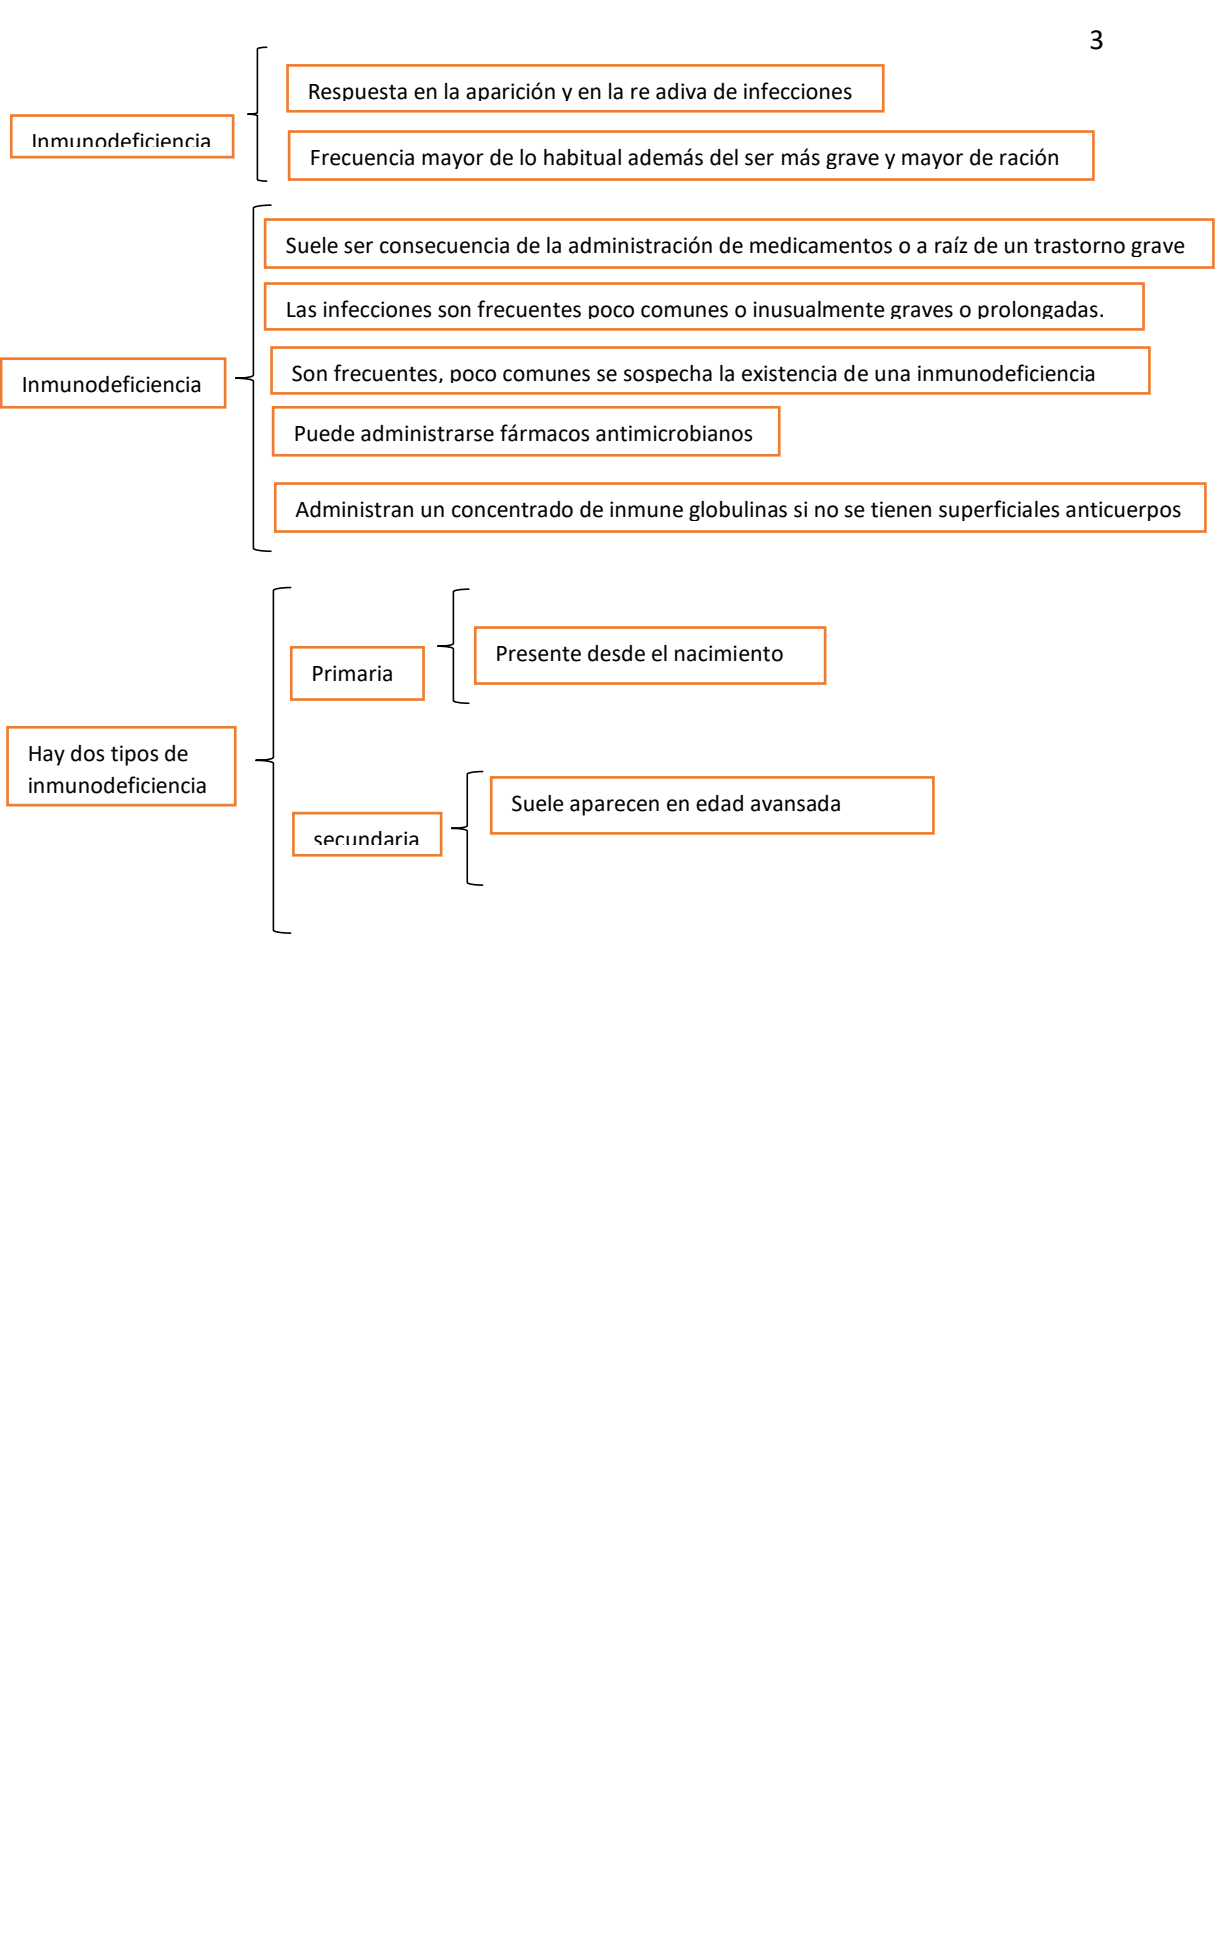 3
Respuesta en la aparición y en la re adiva de infecciones
Inmunodeficiencia
Frecuencia mayor de lo habitual además del ser más grave y mayor de ración
Suele ser consecuencia de la administración de medicamentos o a raíz de un trastorno grave
Las infecciones son frecuentes poco comunes o inusualmente graves o prolongadas.
Inmunodeficiencia
Son frecuentes, poco comunes se sospecha la existencia de una inmunodeficiencia
Puede administrarse fármacos antimicrobianos
Administran un concentrado de inmune globulinas si no se tienen superficiales anticuerpos
Primaria
Presente desde el nacimiento
Hay dos tipos de
inmunodeficiencia
Suele aparecen en edad avansada
secundaria